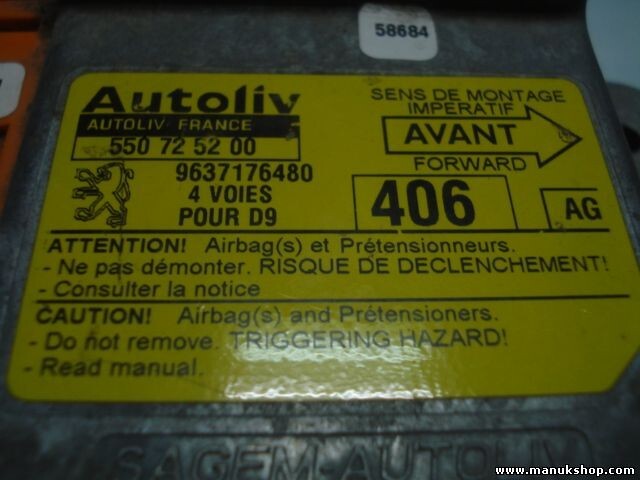 58684
Autoliv
AUTOLIV FRANCE
550 72 52 00
SENS DE MONTAGE
IMPERATIF
AVANT
FORWARD
9637176480
4 VOIES
POUR D9
406
AG
ATTENTION! Airbag(s) et Prétensionneurs.
- Ne pas démonter. RISQUE DE DECLENCHEMENT!
- Consulter la notice
CAUTION! Airbag(s) and Prétensioners.
- Do not remove. TRIGGERING HAZARD!
- Read manual.
SAGEM-AUTOLIV
www.manukshop.com